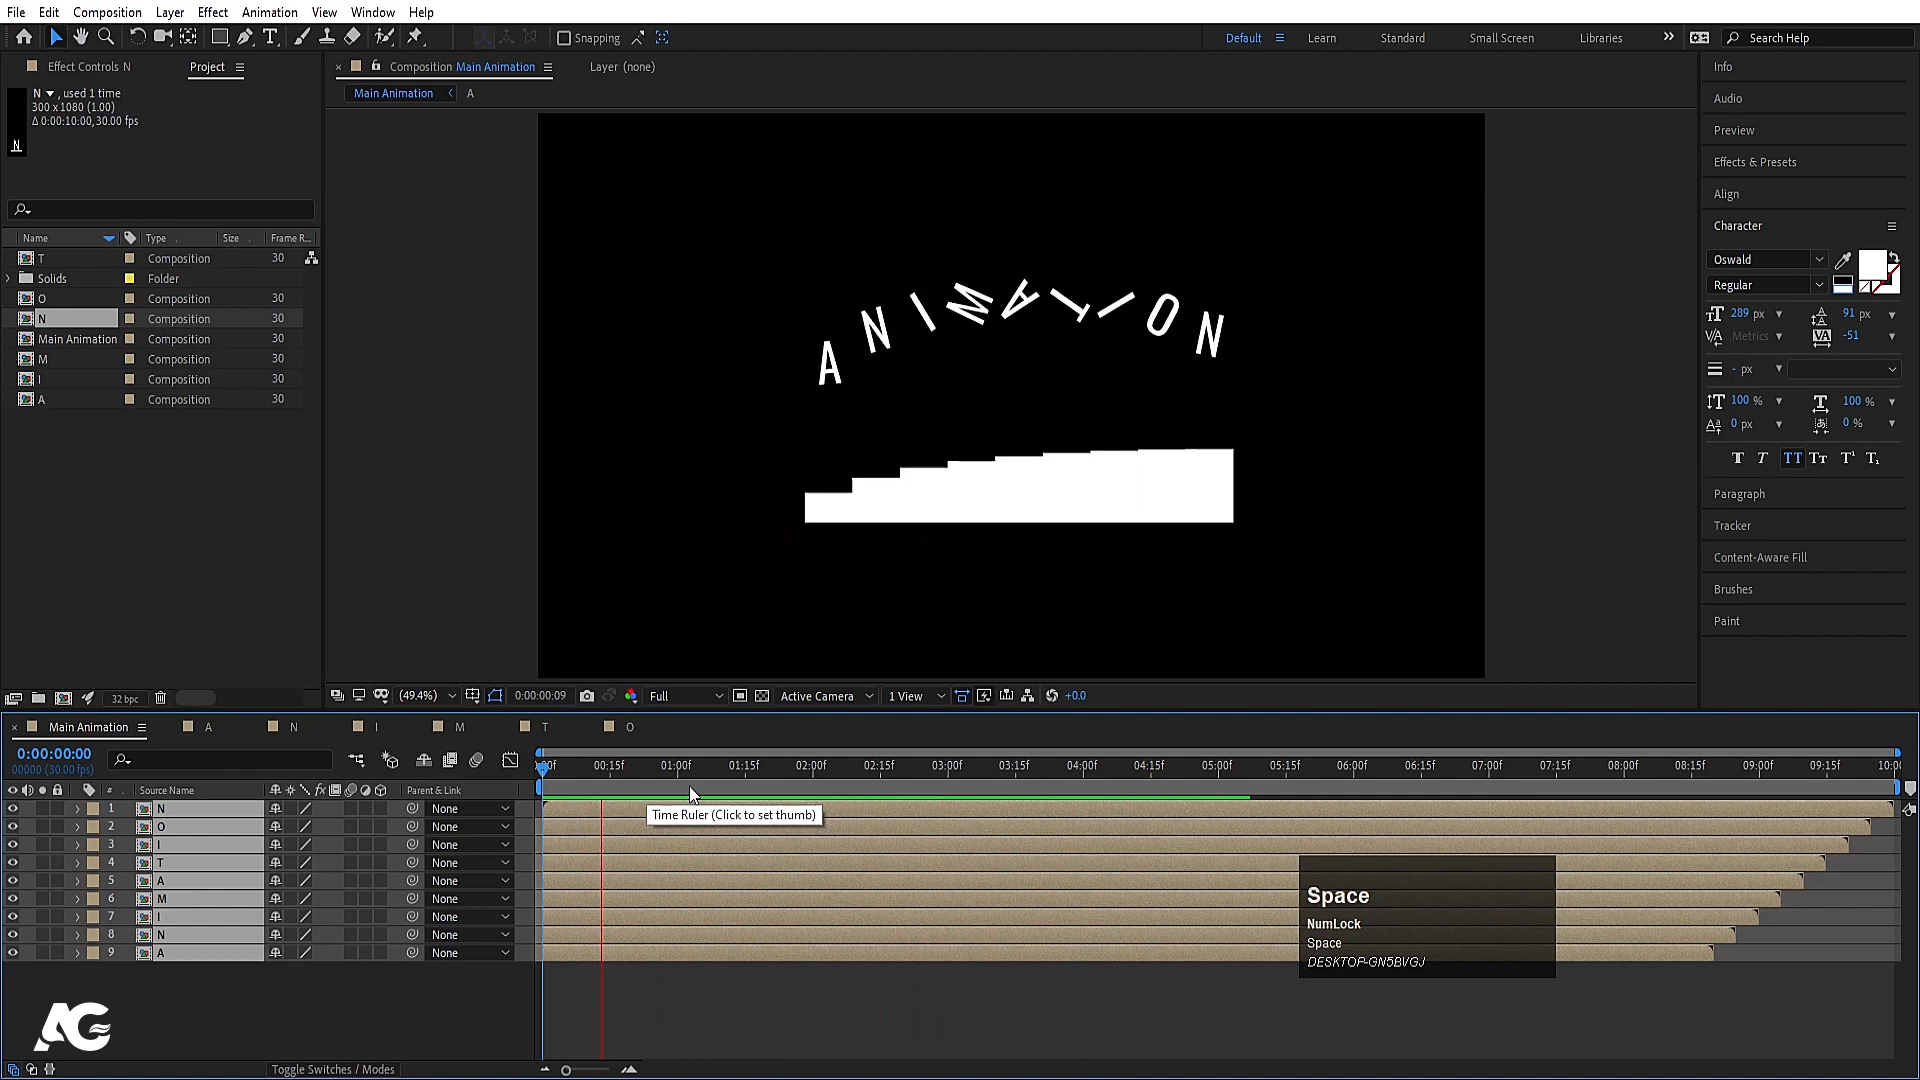 File Edit Composition Layer Effect Animation View Window Help
Snapping
Default Learn Standard Small Screen Libraries Search Help
Effect Controls N Project
Composition Main Animation Layer (none)
Main Animation A
N , used 1 time
300 x 1080 (1.00)
Δ 0:00:10:00, 30.00 fps
N
Name Type Size Frame R...
T Composition 30
Solids Folder
O Composition 30
N Composition 30
Main Animation Composition 30
M Composition 30
I Composition 30
A Composition 30
32 bpc
ANIMATION
(49.4%) 0:00:00:09 Full Active Camera 1 View +0.0
Info
Audio
Preview
Effects & Presets
Align
Character
Oswald
Regular
289 px 91 px
Metrics -51
- px
100 % 100 %
0 px 0 %
Paragraph
Tracker
Content-Aware Fill
Brushes
Paint
Main Animation A N I M T O
0:00:00:00
00000 (30.00 fps)
:00f 00:15f 01:00f 01:15f 02:00f 02:15f 03:00f 03:15f 04:00f 04:15f 05:00f 05:15f 06:00f 06:15f 07:00f 07:15f 08:00f 08:15f 09:00f 09:15f 10:00
# Source Name fx Parent & Link
1 N None
2 O None
3 I None
4 T None
5 A None
6 M None
7 I None
8 N None
9 A None
Time Ruler (Click to set thumb)
Space
NumLock
Space
DESKTOP-GN5BVGJ
AG
Toggle Switches / Modes